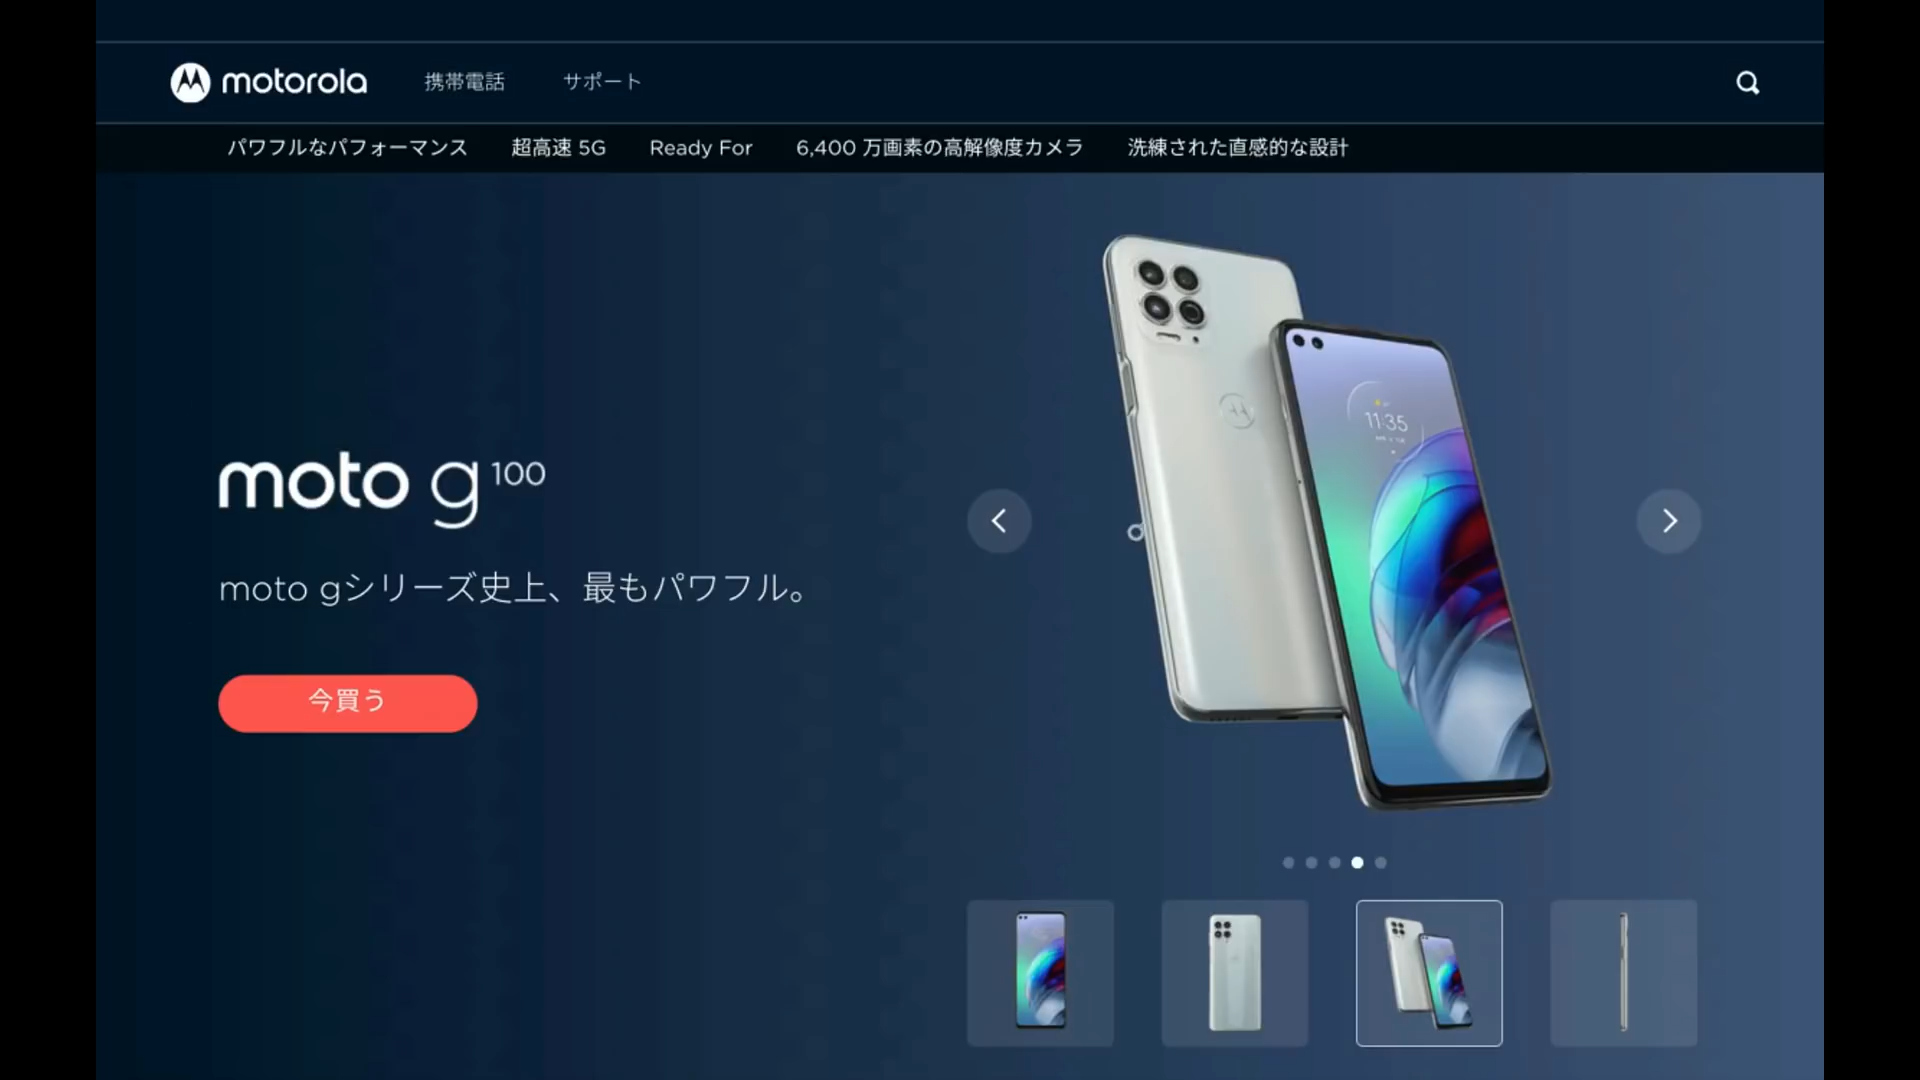 motorola 携帯電話 サポート
パワフルなパフォーマンス 超高速 5G Ready For 6,400 万画素の高解像度カメラ 洗練された直感的な設計
11:35
moto g100
moto gシリーズ史上、最もパワフル。
今買う